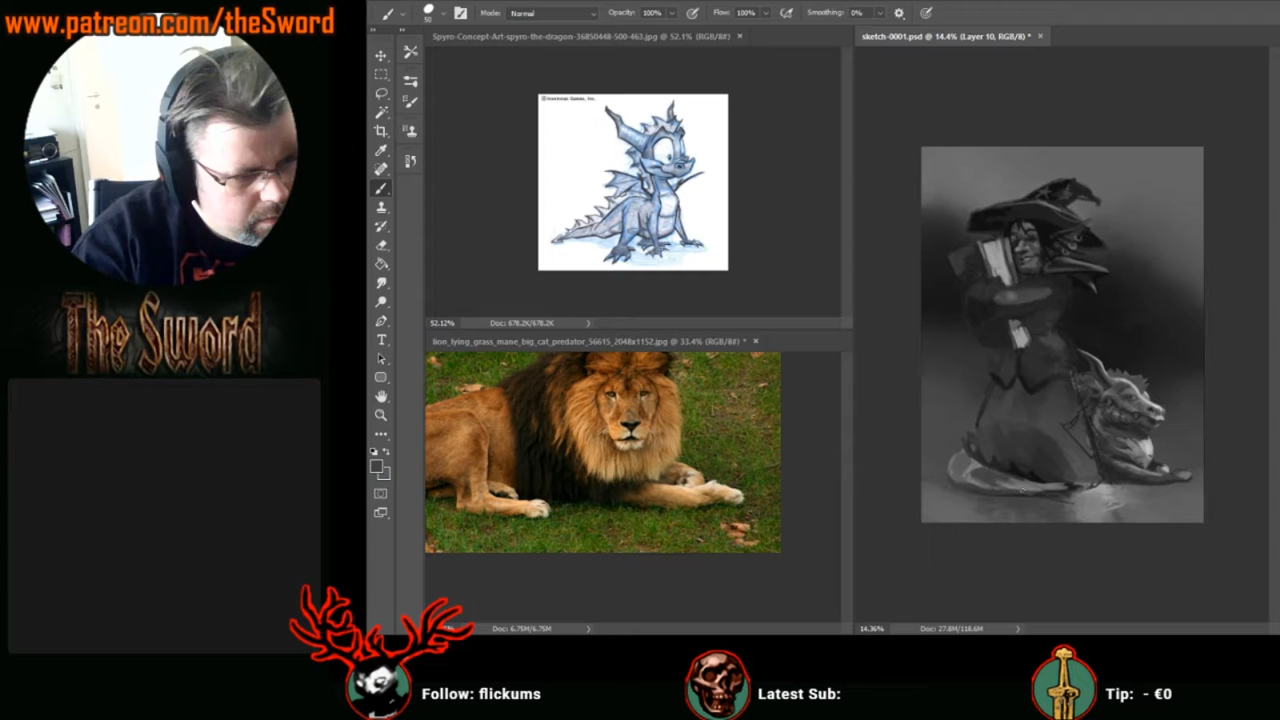 www.patreon.com/theSword
50
Mode: Normal
Opacity: 100%
Flow: 100%
Smoothing: 0%
Spyro-Concept-Art-spyro-the-dragon-36850448-500-463.jpg @ 52.1% (RGB/8#)
sketch-0001.psd @ 14.4% (Layer 10, RGB/8) *
52.12%
Doc: 678.2K/678.2K
lion_lying_grass_mane_big_cat_predator_56615_2048x1152.jpg @ 33.4% (RGB/8#) *
The Sword
Doc: 6.75M/6.75M
14.36%
Doc: 27.8M/118.6M
Follow: flickums
Latest Sub:
Tip: - €0